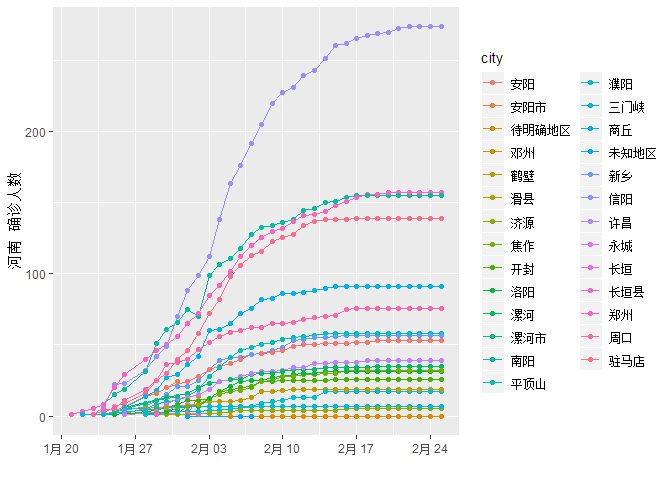 city
安阳
安阳市
待明确地区
邓州
鹤壁
滑县
济源
焦作
开封
洛阳
漯河
漯河市
南阳
平顶山
濮阳
三门峡
商丘
未知地区
新乡
信阳
许昌
永城
长垣
长垣县
郑州
周口
驻马店
河南 确诊人数
200
100
0
1月 20
1月 27
2月 03
2月 10
2月 17
2月 24